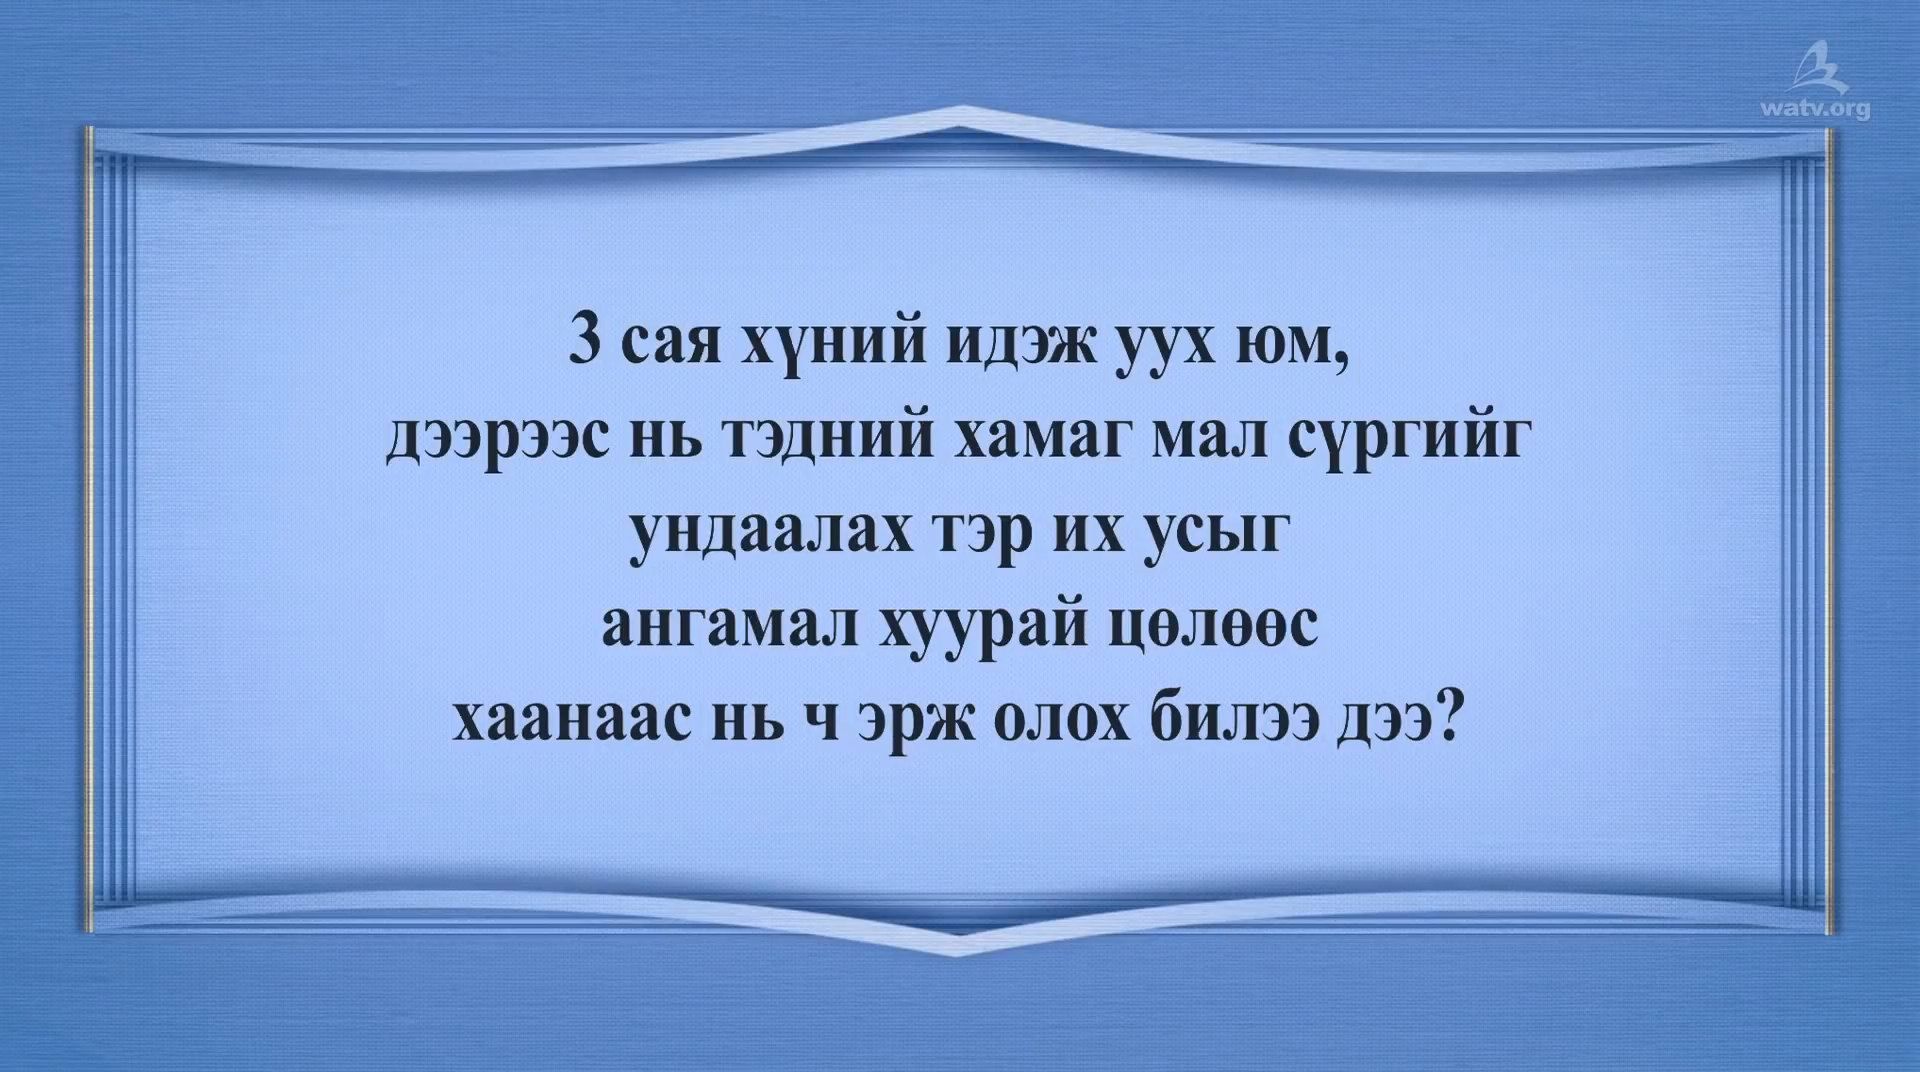 watv.org
3 сая хүний идэж уух юм,
дээрээс нь тэдний хамаг мал сүргийг
ундаалах тэр их усыг
ангамал хуурай цөлөөс
хаанаас нь ч эрж олох билээ дээ?